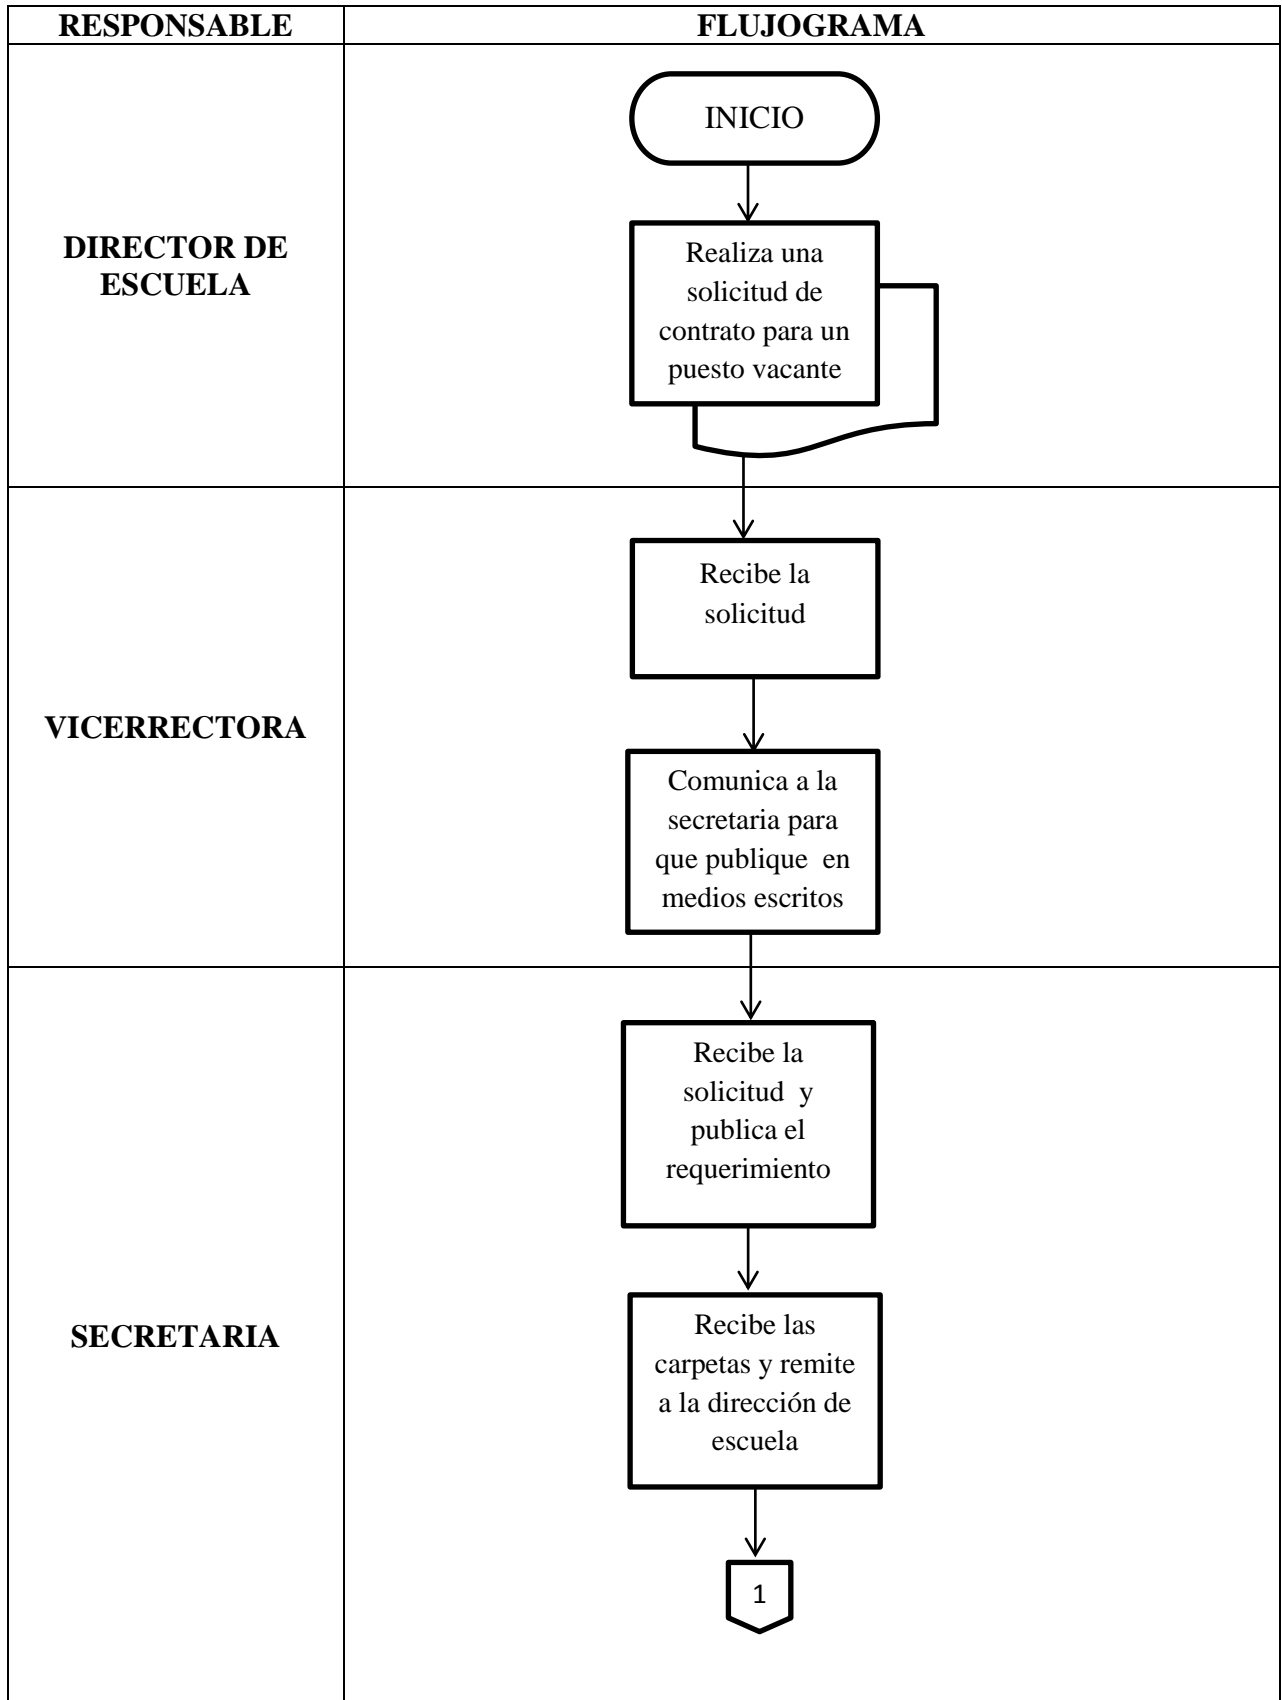 RESPONSABLE
FLUJOGRAMA
DIRECTOR DE
ESCUELA
INICIO
Realiza una
solicitud de
contrato para un
puesto vacante
VICERRECTORA
Recibe la
solicitud
Comunica a la
secretaria para
que publique en
medios escritos
SECRETARIA
Recibe la
solicitud y
publica el
requerimiento
Recibe las
carpetas y remite
a la dirección de
escuela
1